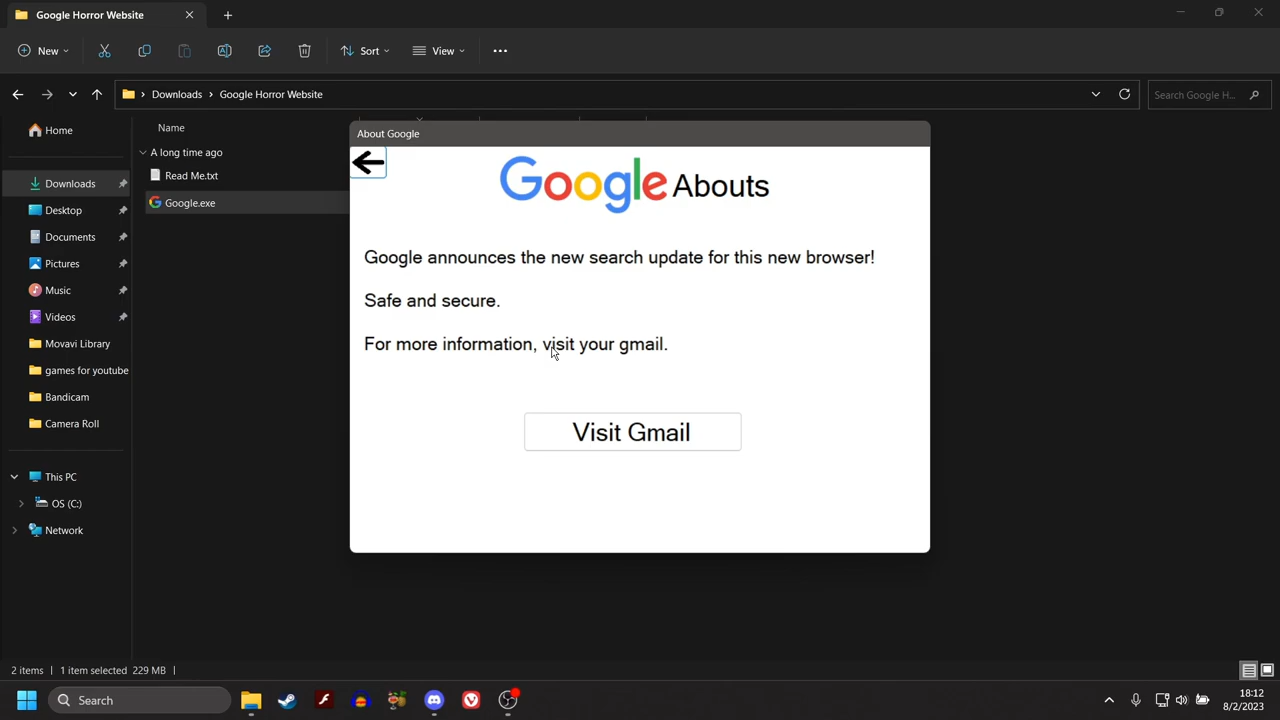 Google Horror Website
New
Sort
View
Downloads > Google Horror Website
Search Google H...
Home
Downloads
Desktop
Documents
Pictures
Music
Videos
Movavi Library
games for youtube
Bandicam
Camera Roll
This PC
OS (C:)
Network
Name
A long time ago
Read Me.txt
Google.exe
About Google
Google Abouts
Google announces the new search update for this new browser!
Safe and secure.
For more information, visit your gmail.
Visit Gmail
2 items | 1 item selected 229 MB |
Search
18:12
8/2/2023